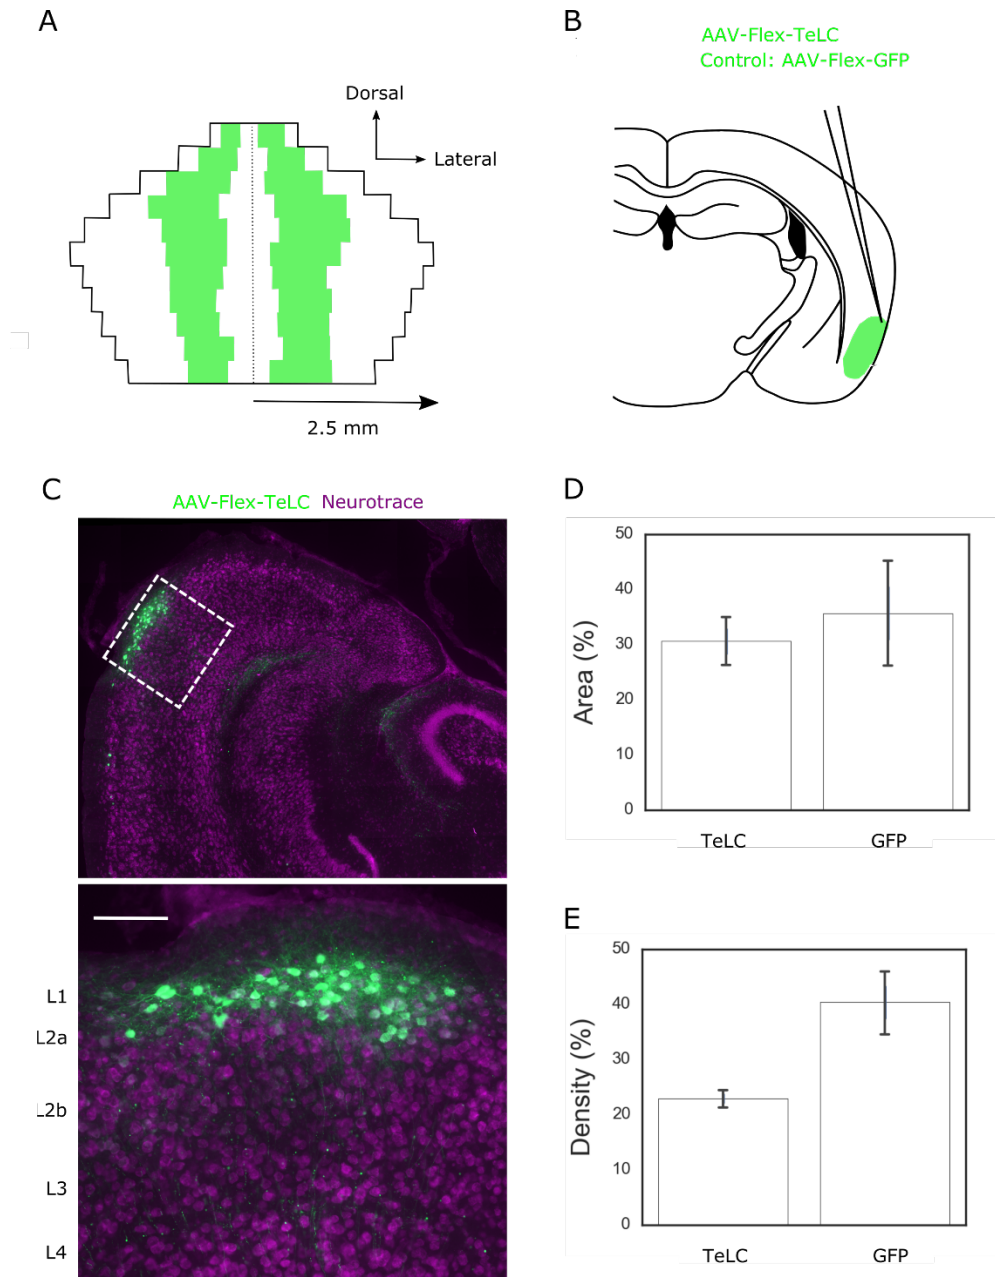 A
Dorsal
Lateral
2.5 mm
B
AAV-Flex-TeLC
Control: AAV-Flex-GFP
C
AAV-Flex-TeLC Neurotrace
L1
L2a
L2b
L3
L4
D
50
40
30
20
10
0
Area (%)
TeLC
GFP
E
50
40
30
20
10
0
Density (%)
TeLC
GFP